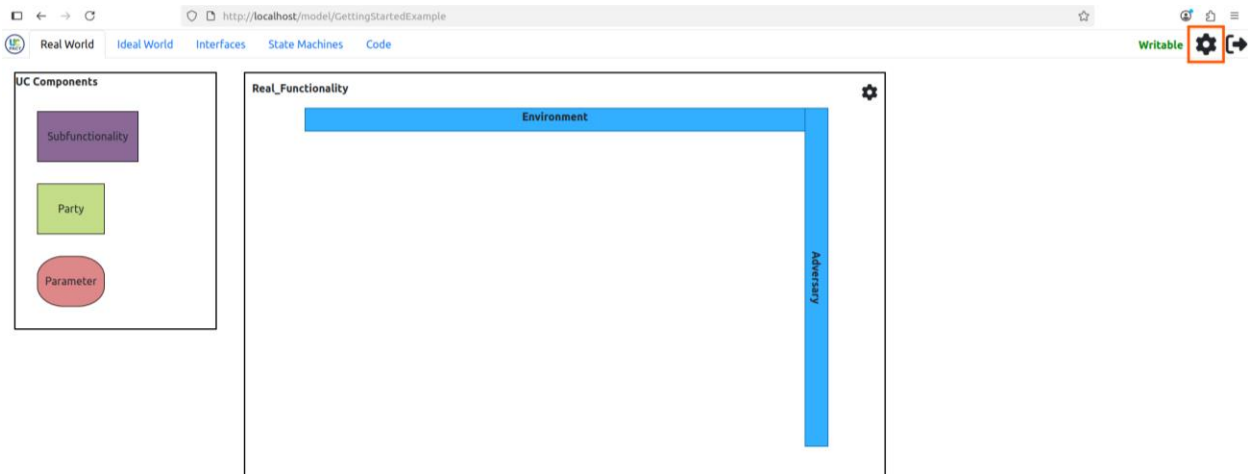 http://localhost/model/GettingStartedExample
Real World Ideal World Interfaces State Machines Code Writable
UC Components
Subfunctionality
Party
Parameter
Real_Functionality
Environment
Adversary